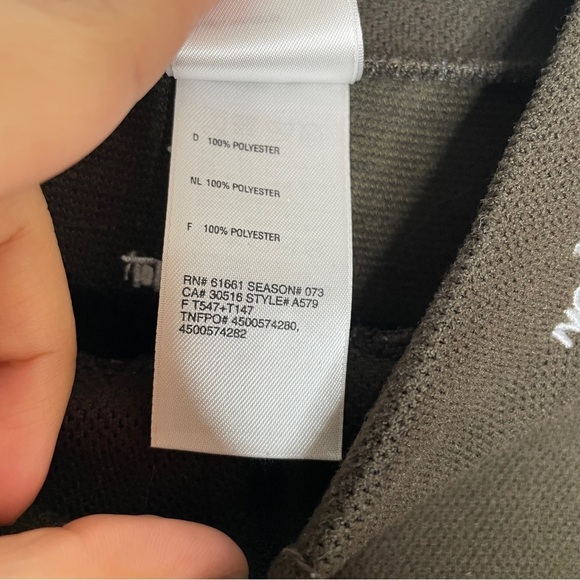 D 100% POLYESTER
NL 100% POLYESTER
F 100% POLYESTER
RN# 61661 SEASON# 073
CA# 30516 STYLE# A579
F T547+T147
TNFPO# 4500574280,
4500574282